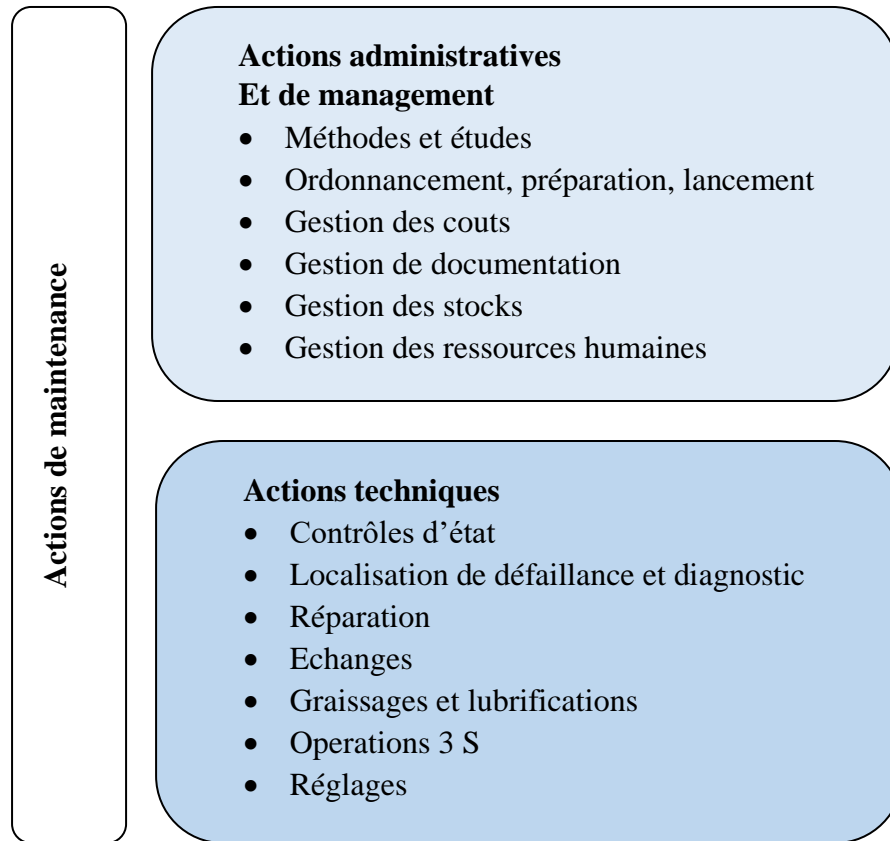 Actions de maintenance
Actions administratives
Et de management
• Méthodes et études
• Ordonnancement, préparation, lancement
• Gestion des couts
• Gestion de documentation
• Gestion des stocks
• Gestion des ressources humaines
Actions techniques
• Contrôles d’état
• Localisation de défaillance et diagnostic
• Réparation
• Echanges
• Graissages et lubrifications
• Operations 3 S
• Réglages